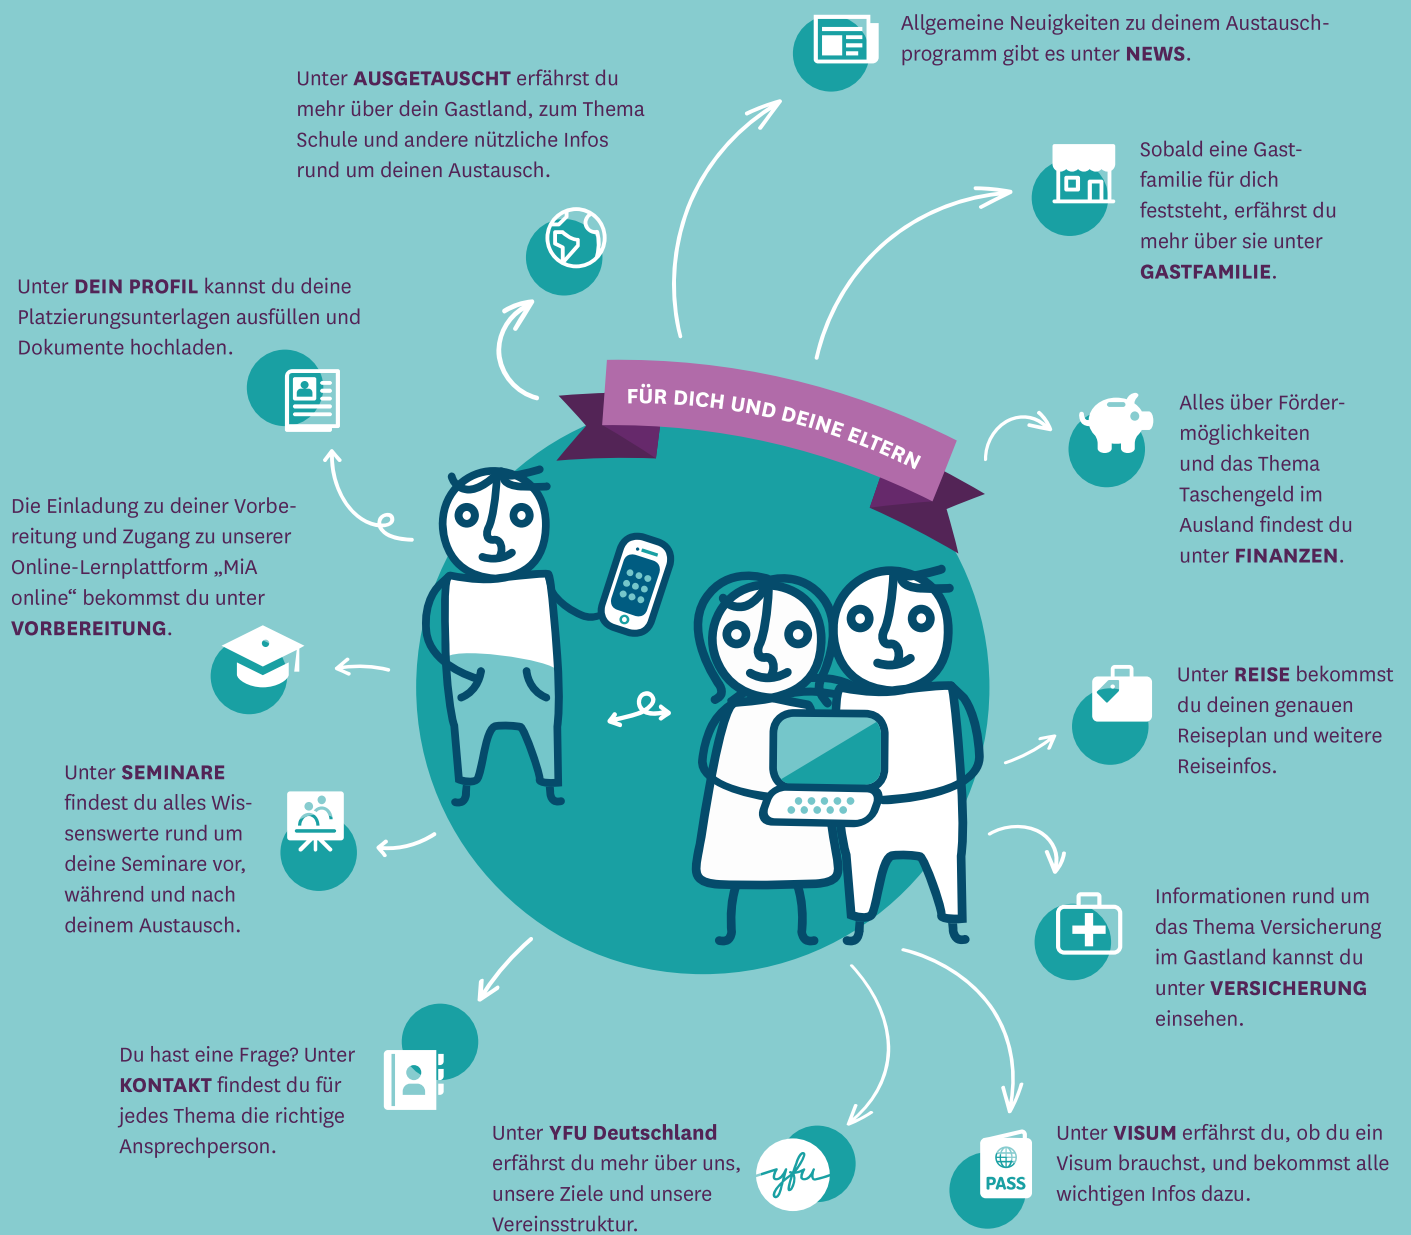 Allgemeine Neuigkeiten zu deinem Austausch-
programm gibt es unter NEWS.
Unter AUSGETAUSCHT erfährst du
mehr über dein Gastland, zum Thema
Schule und andere nützliche Infos
rund um deinen Austausch.
Sobald eine Gast-
familie für dich
feststeht, erfährst du
mehr über sie unter
GASTFAMILIE.
Unter DEIN PROFIL kannst du deine
Platzierungsunterlagen ausfüllen und
Dokumente hochladen.
FÜR DICH UND DEINE ELTERN
Alles über Förder-
möglichkeiten
und das Thema
Taschengeld im
Ausland findest du
unter FINANZEN.
Die Einladung zu deiner Vorbe-
reitung und Zugang zu unserer
Online-Lernplattform „MiA
online“ bekommst du unter
VORBEREITUNG.
Unter REISE bekommst
du deinen genauen
Reiseplan und weitere
Reiseinfos.
Unter SEMINARE
findest du alles Wis-
senswerte rund um
deine Seminare vor,
während und nach
deinem Austausch.
Informationen rund um
das Thema Versicherung
im Gastland kannst du
unter VERSICHERUNG
einsehen.
Du hast eine Frage? Unter
KONTAKT findest du für
jedes Thema die richtige
Ansprechperson.
Unter YFU Deutschland
erfährst du mehr über uns,
unsere Ziele und unsere
Vereinsstruktur.
yfu
PASS
Unter VISUM erfährst du, ob du ein
Visum brauchst, und bekommst alle
wichtigen Infos dazu.